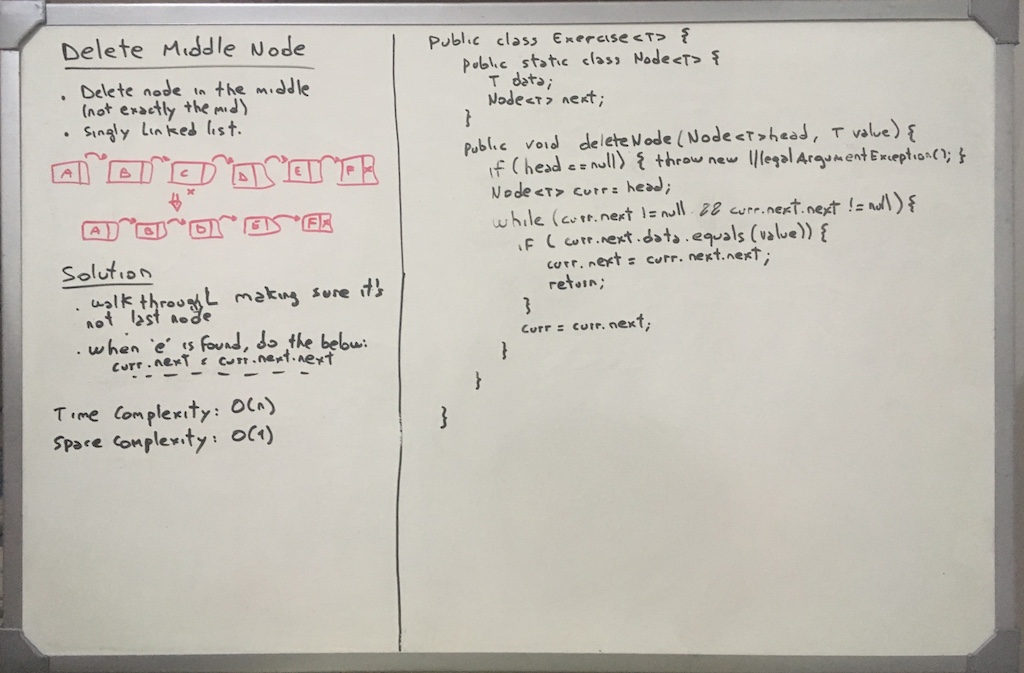 Delete Middle Node
• Delete node in the middle
(not exactly the mid)
• Singly Linked list.
A B C D E F x
x
A B D E F x
Solution
• walk through making sure it's
not last node
• when 'e' is found, do the below:
curr.next = curr.next.next
Time Complexity: O(n)
Space Complexity: O(1)
Public class Exercise<T> {
public static class Node<T> {
T data;
Node<T> next;
}
public void deleteNode(Node<T> head, T value) {
if (head == null) { throw new IllegalArgumentException(); }
Node<T> curr = head;
while (curr.next != null && curr.next.next != null) {
if (curr.next.data.equals(value)) {
curr.next = curr.next.next;
return;
}
curr = curr.next;
}
}
}